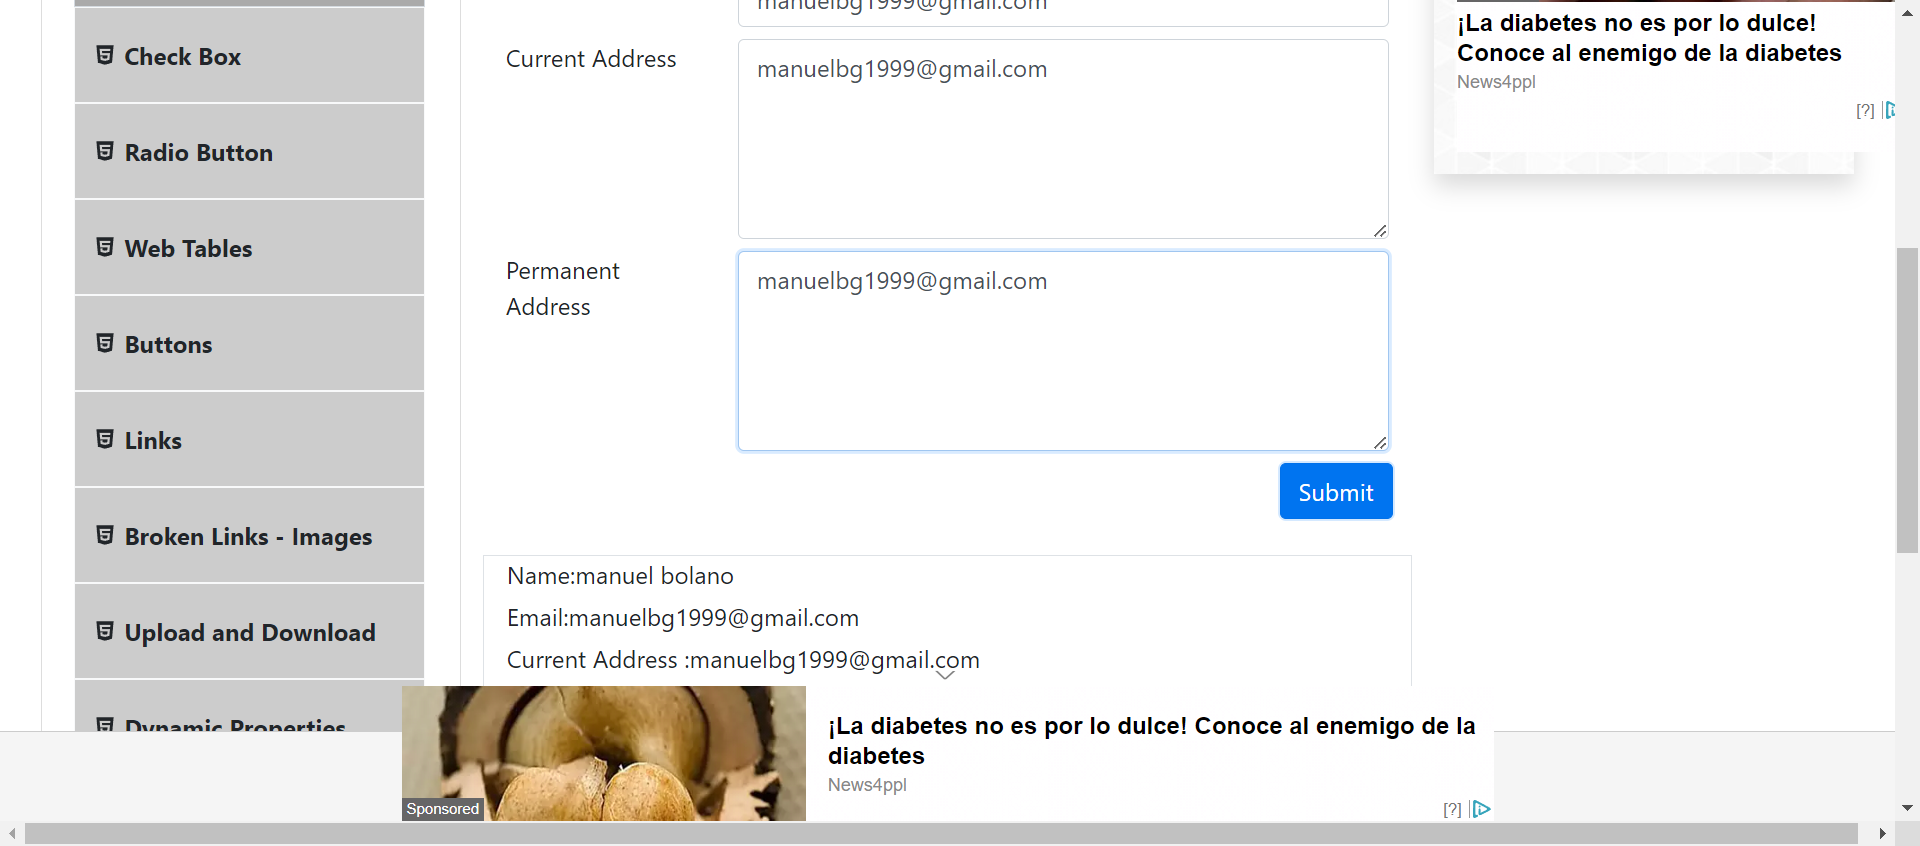 manuelbg1999@gmail.com
Check Box
Radio Button
Web Tables
Buttons
Links
Broken Links - Images
Upload and Download
Dynamic Properties
Current Address
manuelbg1999@gmail.com
Permanent
Address
manuelbg1999@gmail.com
Submit
Name:manuel bolano
Email:manuelbg1999@gmail.com
Current Address :manuelbg1999@gmail.com
¡La diabetes no es por lo dulce!
Conoce al enemigo de la diabetes
News4ppl
[?]
Sponsored
¡La diabetes no es por lo dulce! Conoce al enemigo de la
diabetes
News4ppl
[?]